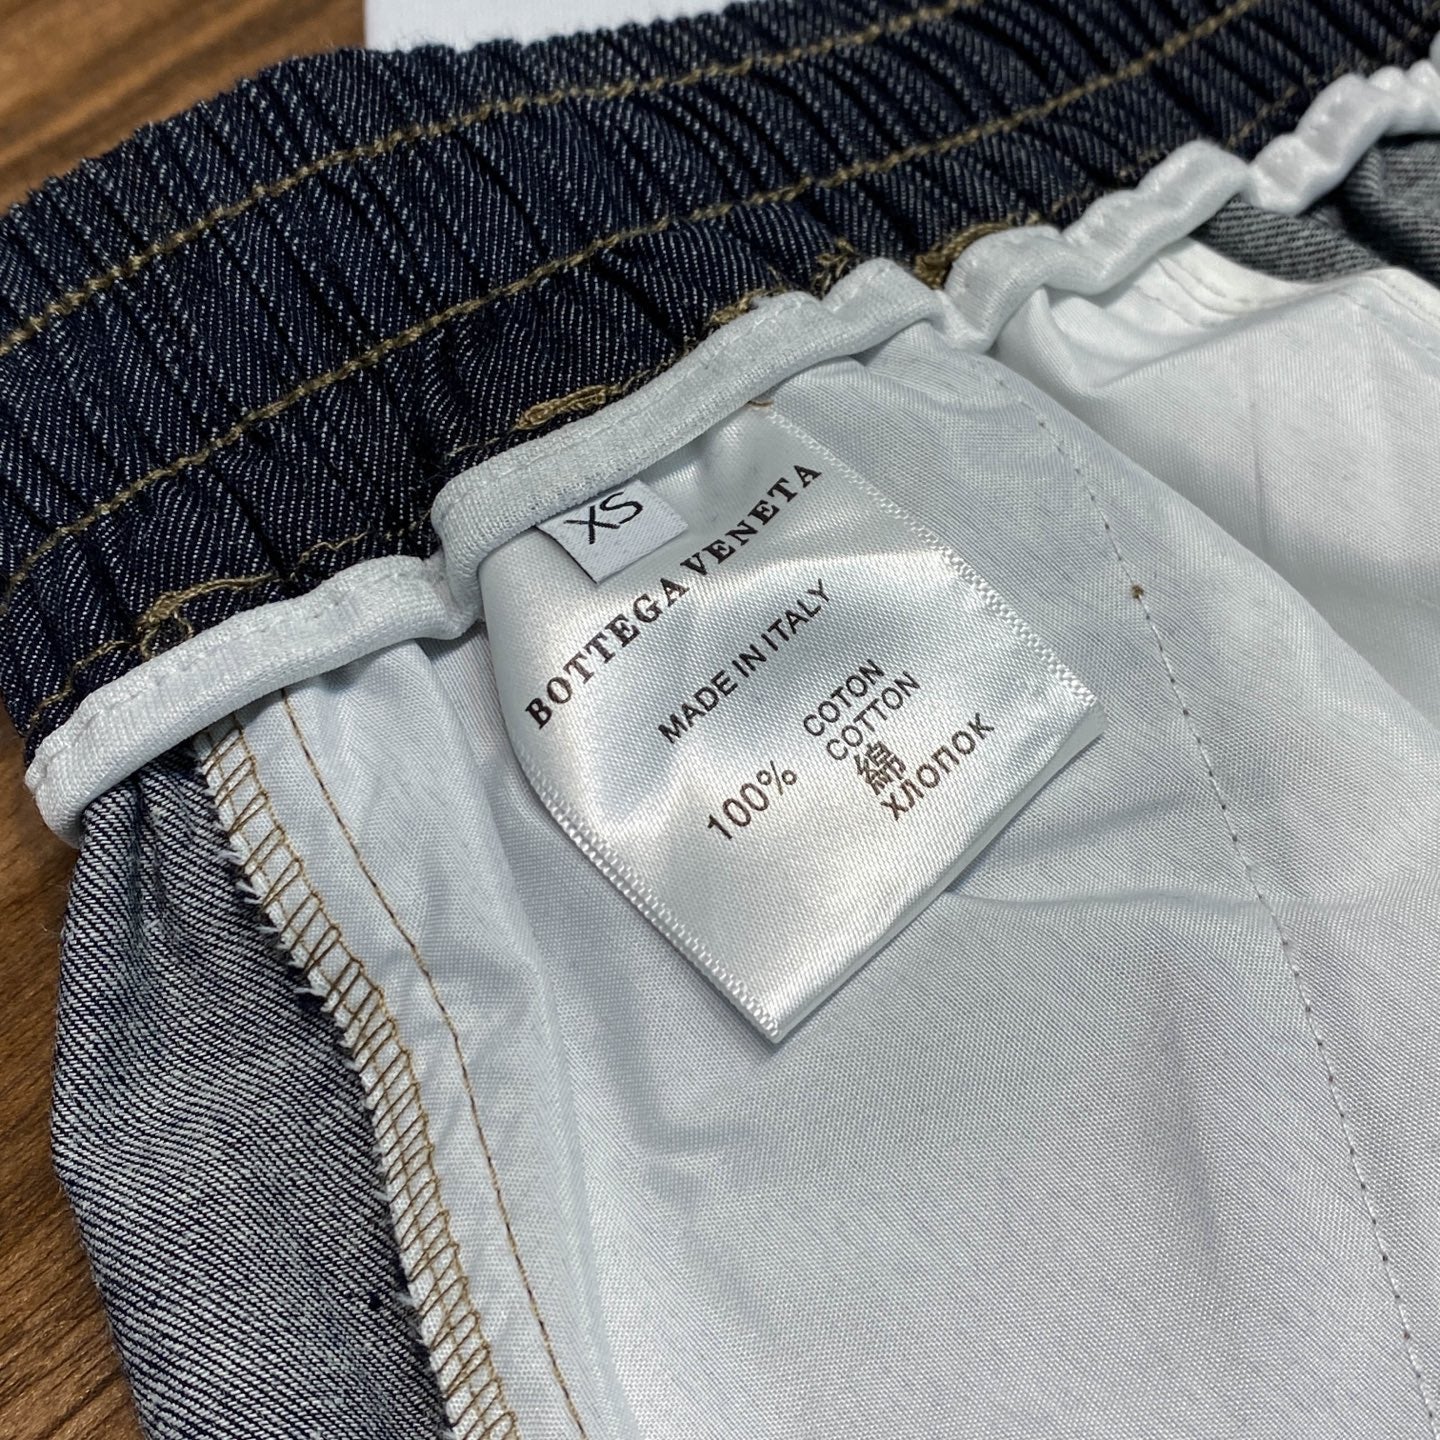 XS
BOTTEGA VENETA
MADE IN ITALY
100%
COTON
COTTON
綿
ХЛОПОК